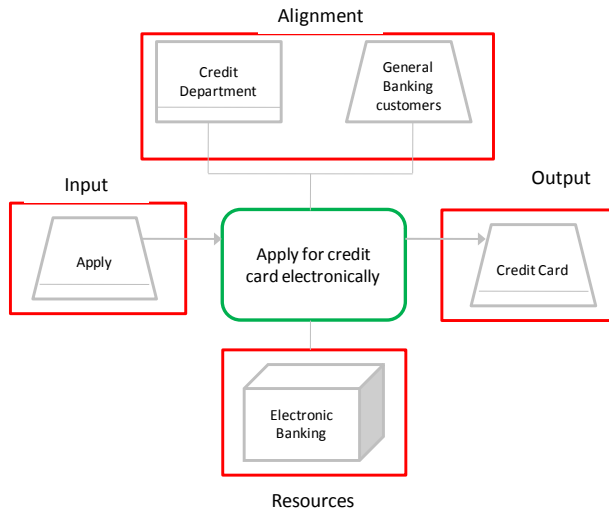 Alignment
Credit
Department
General
Banking
customers
Input
Output
Apply
Apply for credit
card electronically
Credit Card
Electronic
Banking
Resources